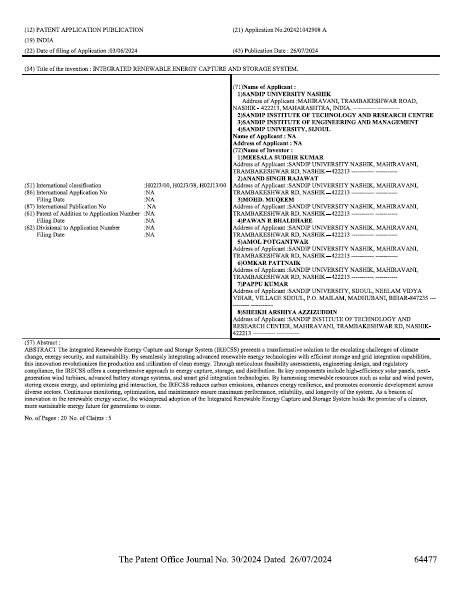 (12) PATENT APPLICATION PUBLICATION
(21) Application No.202421042908 A
(19) INDIA
(22) Date of filing of Application :03/06/2024
(43) Publication Date : 26/07/2024
(54) Title of the invention : INTEGRATED RENEWABLE ENERGY CAPTURE AND STORAGE SYSTEM.
(51) International classification :H02J3/00, H02J3/38, H02J13/00
(86) International Application No :NA
Filing Date :NA
(87) International Publication No : NA
(61) Patent of Addition to Application Number :NA
Filing Date :NA
(62) Divisional to Application Number :NA
Filing Date :NA
(71)Name of Applicant :
1)SANDIP UNIVERSITY NASHIK
Address of Applicant :MAHIRAVANI, TRAMBAKESHWAR ROAD,
NASHIK - 422213, MAHARASHTRA, INDIA. ----------- -----------
2)SANDIP INSTITUTE OF TECHNOLOGY AND RESEARCH CENTRE
3)SANDIP INSTITUTE OF ENGINEERING AND MANAGEMENT
4)SANDIP UNIVERSITY, SIJOUL
Name of Applicant : NA
Address of Applicant : NA
(72)Name of Inventor :
1)MEESALA SUDHIR KUMAR
Address of Applicant :SANDIP UNIVERSITY NASHIK, MAHIRAVANI,
TRAMBAKESHWAR RD, NASHIK—422213 ----------- -----------
2)ANAND SINGH RAJAWAT
Address of Applicant :SANDIP UNIVERSITY NASHIK, MAHIRAVANI,
TRAMBAKESHWAR RD, NASHIK—422213 ----------- -----------
3)MOHD. MUQEEM
Address of Applicant :SANDIP UNIVERSITY NASHIK, MAHIRAVANI,
TRAMBAKESHWAR RD, NASHIK—422213 ----------- -----------
4)PAWAN R BHALDHARE
Address of Applicant :SANDIP UNIVERSITY NASHIK, MAHIRAVANI,
TRAMBAKESHWAR RD, NASHIK—422213 ----------- -----------
5)AMOL POTGANTWAR
Address of Applicant :SANDIP UNIVERSITY NASHIK, MAHIRAVANI,
TRAMBAKESHWAR RD, NASHIK—422213 ----------- -----------
6)OMKAR PATTNAIK
Address of Applicant :SANDIP UNIVERSITY NASHIK, MAHIRAVANI,
TRAMBAKESHWAR RD, NASHIK—422213 ----------- -----------
7)PAPPU KUMAR
Address of Applicant :SANDIP UNIVERSITY, SIJOUL, NEELAM VIDYA
VIHAR, VILLAGE SIJOUL, P.O. MAILAM, MADHUBANI, BIHAR-847235 ---
-------- -----------
8)SHEIKH ARSHIYA AZZIZUDDIN
Address of Applicant :SANDIP INSTITUTE OF TECHNOLOGY AND
RESEARCH CENTER, MAHIRAVANI, TRAMBAKESHWAR RD, NASHIK-
422213 ----------- -----------
(57) Abstract :
ABSTRACT The Integrated Renewable Energy Capture and Storage System (IRECSS) presents a transformative solution to the escalating challenges of climate
change, energy security, and sustainability. By seamlessly integrating advanced renewable energy technologies with efficient storage and grid integration capabilities,
this innovation revolutionizes the production and utilization of clean energy. Through meticulous feasibility assessments, engineering design, and regulatory
compliance, the IRECSS offers a comprehensive approach to energy capture, storage, and distribution. Its key components include high-efficiency solar panels, next-
generation wind turbines, advanced battery storage systems, and smart grid integration technologies. By harnessing renewable resources such as solar and wind power,
storing excess energy, and optimizing grid interaction, the IRECSS reduces carbon emissions, enhances energy resilience, and promotes economic development across
diverse sectors. Continuous monitoring, optimization, and maintenance ensure maximum performance, reliability, and longevity of the system. As a beacon of
innovation in the renewable energy sector, the widespread adoption of the Integrated Renewable Energy Capture and Storage System holds the promise of a cleaner,
more sustainable energy future for generations to come.
No. of Pages : 20 No. of Claims : 5
The Patent Office Journal No. 30/2024 Dated 26/07/2024
64477